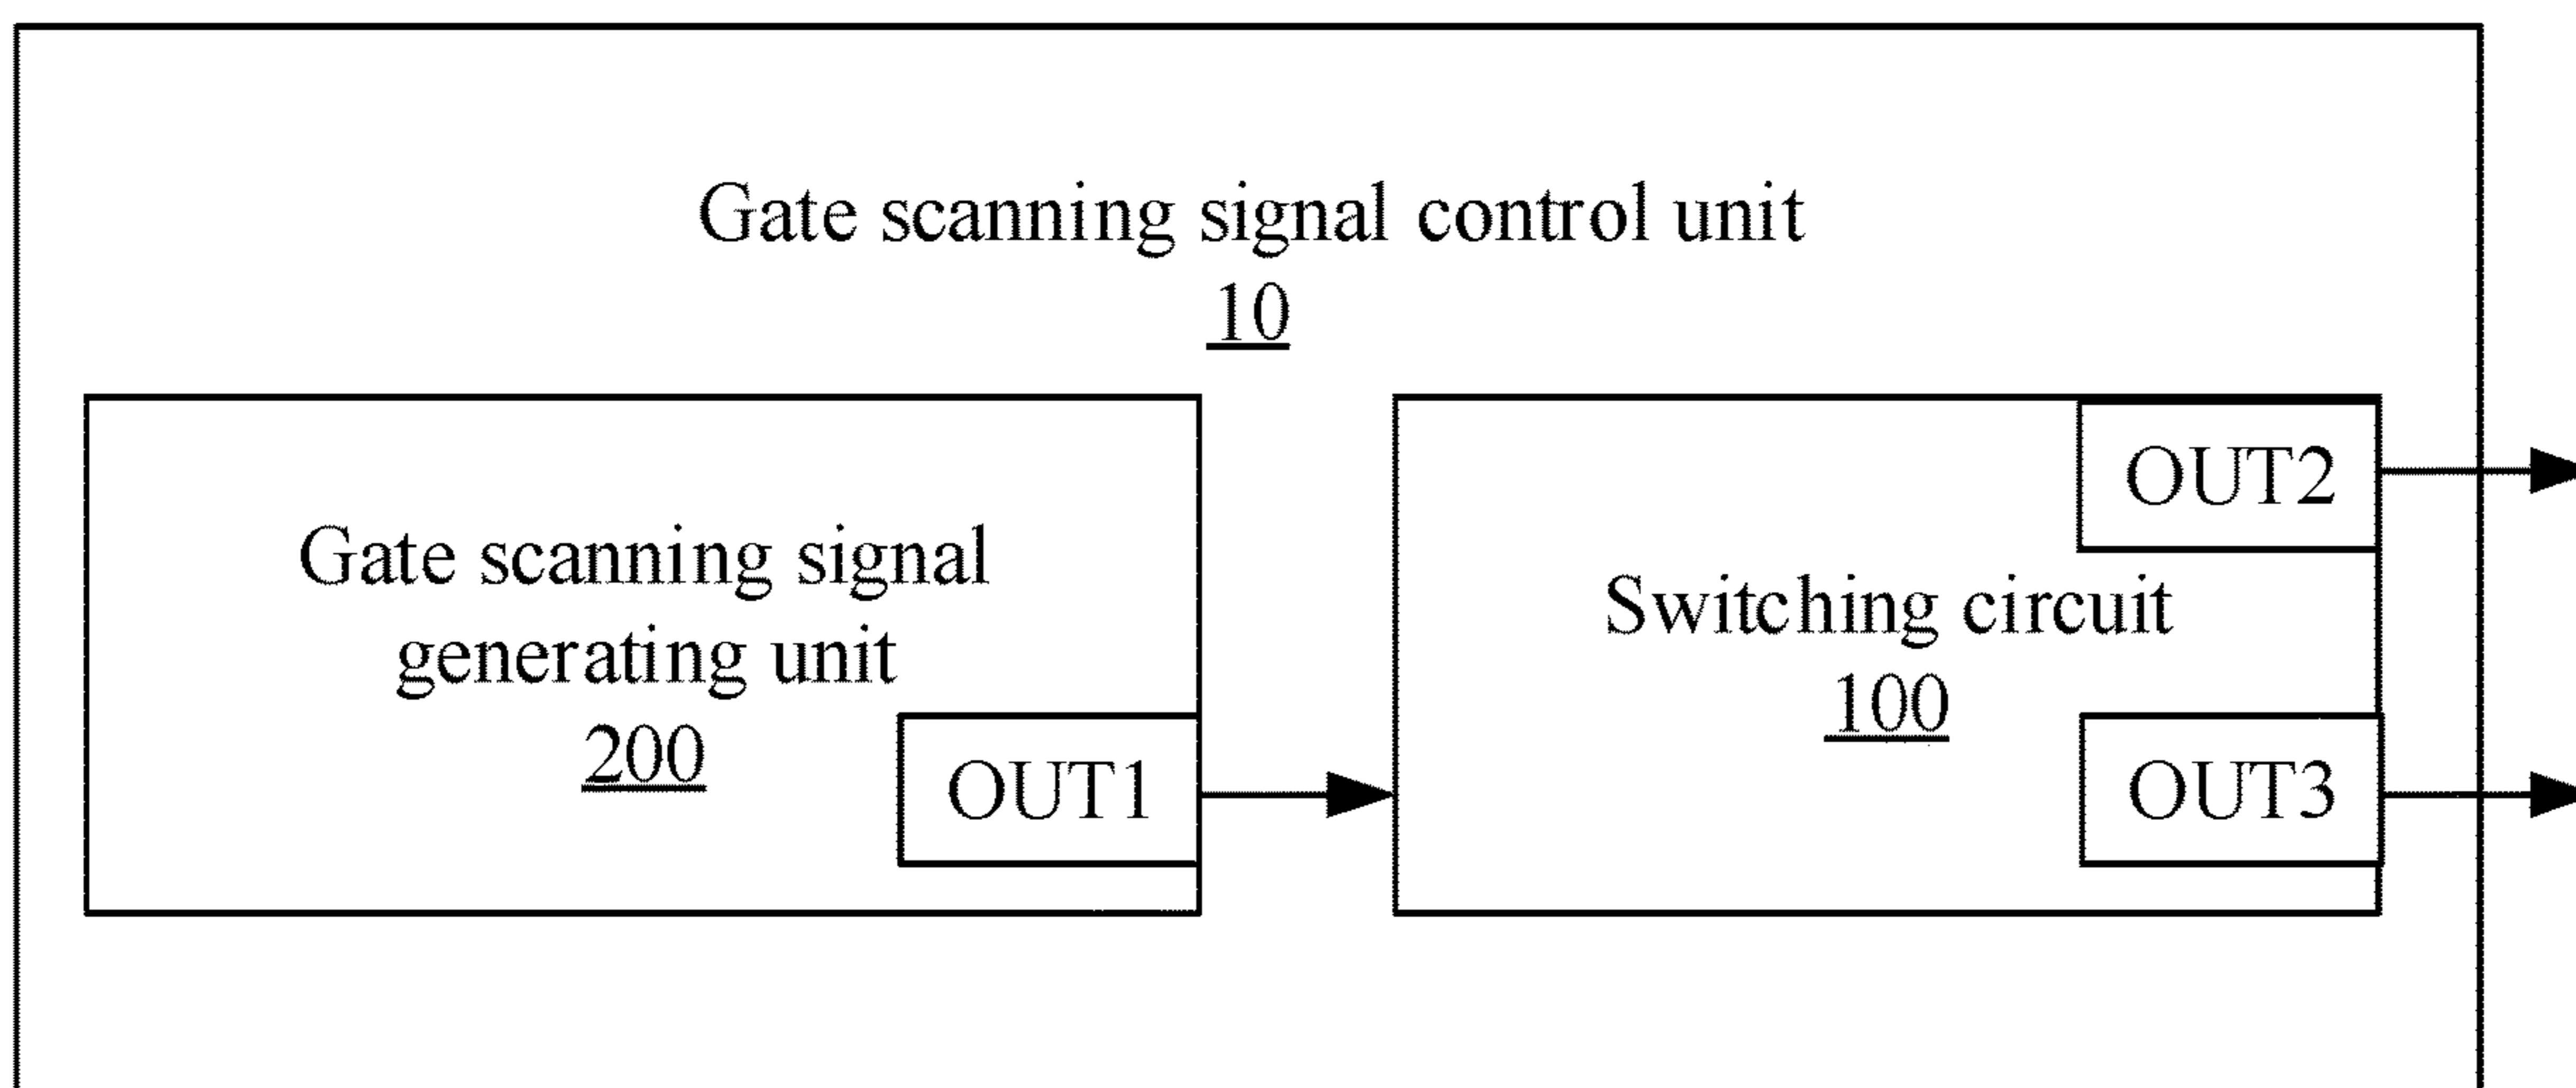 Gate scanning signal control unit
10
Gate scanning signal
generating unit
200
OUT1
Switching circuit
100
OUT2
OUT3